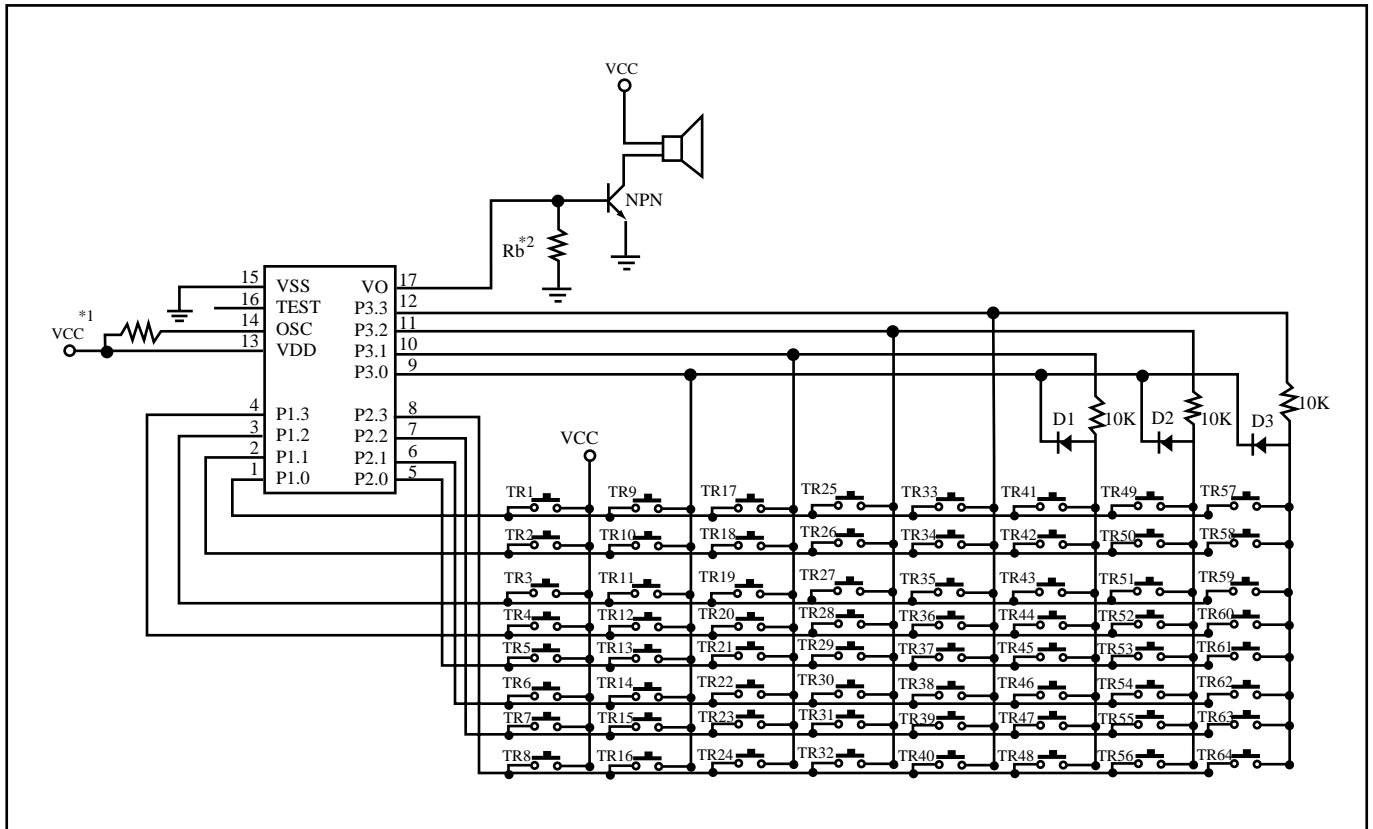 VCC
NPN
Rb*2
15 VSS VO 17
16 TEST P3.3 12
*1
VCC
14 OSC P3.2 11
13 VDD P3.1 10
P3.0 9
4 P1.3 P2.3 8
3 P1.2 P2.2 7
2 P1.1 P2.1 6
1 P1.0 P2.0 5
D1 10K D2 10K D3 10K
VCC
TR1 TR9 TR17 TR25 TR33 TR41 TR49 TR57
TR2 TR10 TR18 TR26 TR34 TR42 TR50 TR58
TR3 TR11 TR19 TR27 TR35 TR43 TR51 TR59
TR4 TR12 TR20 TR28 TR36 TR44 TR52 TR60
TR5 TR13 TR21 TR29 TR37 TR45 TR53 TR61
TR6 TR14 TR22 TR30 TR38 TR46 TR54 TR62
TR7 TR15 TR23 TR31 TR39 TR47 TR55 TR63
TR8 TR16 TR24 TR32 TR40 TR48 TR56 TR64